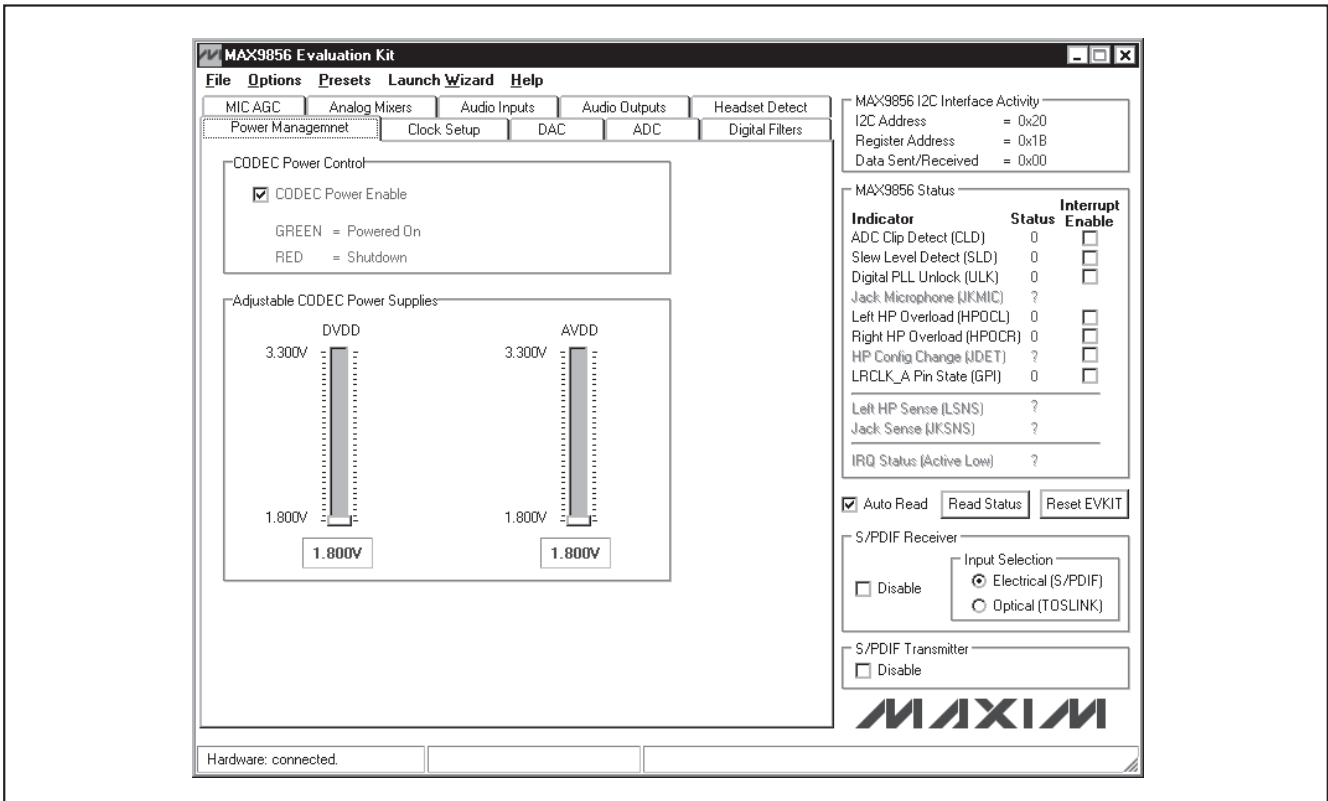 MAX9856 Evaluation Kit
File Options Presets Launch Wizard Help
MIC AGC Analog Mixers Audio Inputs Audio Outputs Headset Detect
Power Managemnet Clock Setup DAC ADC Digital Filters
CODEC Power Control
CODEC Power Enable
GREEN = Powered On
RED = Shutdown
Adjustable CODEC Power Supplies
DVDD AVDD
3.300V 3.300V
1.800V 1.800V
1.800V 1.800V
MAX9856 I2C Interface Activity
I2C Address = 0x20
Register Address = 0x1B
Data Sent/Received = 0x00
MAX9856 Status
Indicator Status Interrupt Enable
ADC Clip Detect (CLD) 0
Slew Level Detect (SLD) 0
Digital PLL Unlock (ULK) 0
Jack Microphone (JKMIC) ?
Left HP Overload (HPOCL) 0
Right HP Overload (HPOCR) 0
HP Config Change (JDET) ?
LRCLK_A Pin State (GPI) 0
Left HP Sense (LSNS) ?
Jack Sense (JKSNS) ?
IRQ Status (Active Low) ?
Auto Read Read Status Reset EVKIT
S/PDIF Receiver
Disable
Input Selection
Electrical (S/PDIF)
Optical (TOSLINK)
S/PDIF Transmitter
Disable
MAXIM
Hardware: connected.